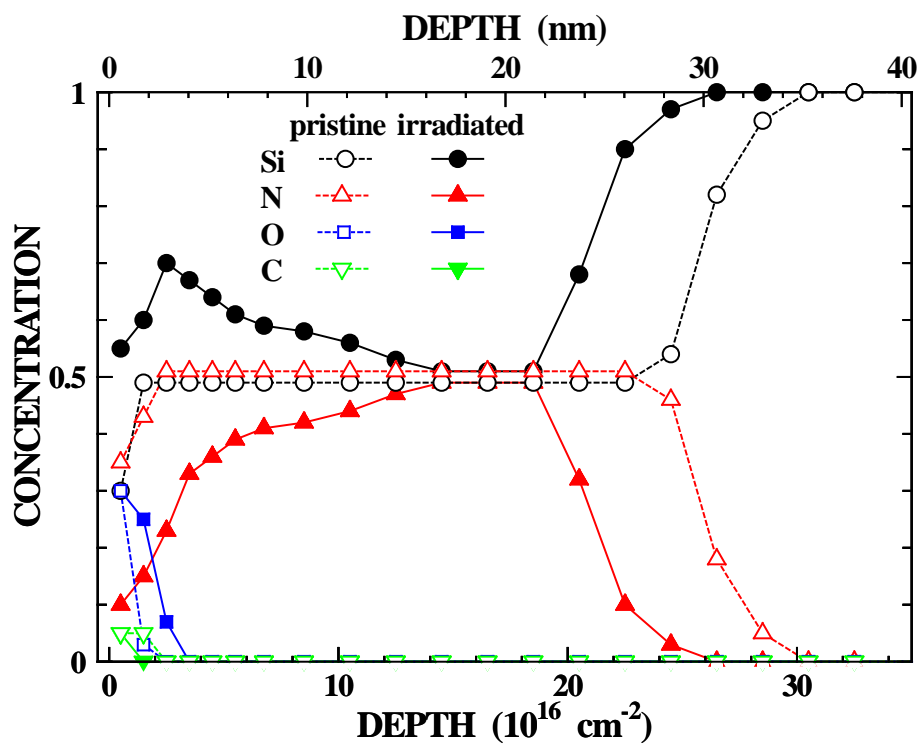 DEPTH (nm)
0 10 20 30 40
1
pristine irradiated
Si
N
O
C
CONCENTRATION
0.5
0
0 10 20 30
DEPTH (10¹⁶ cm⁻²)